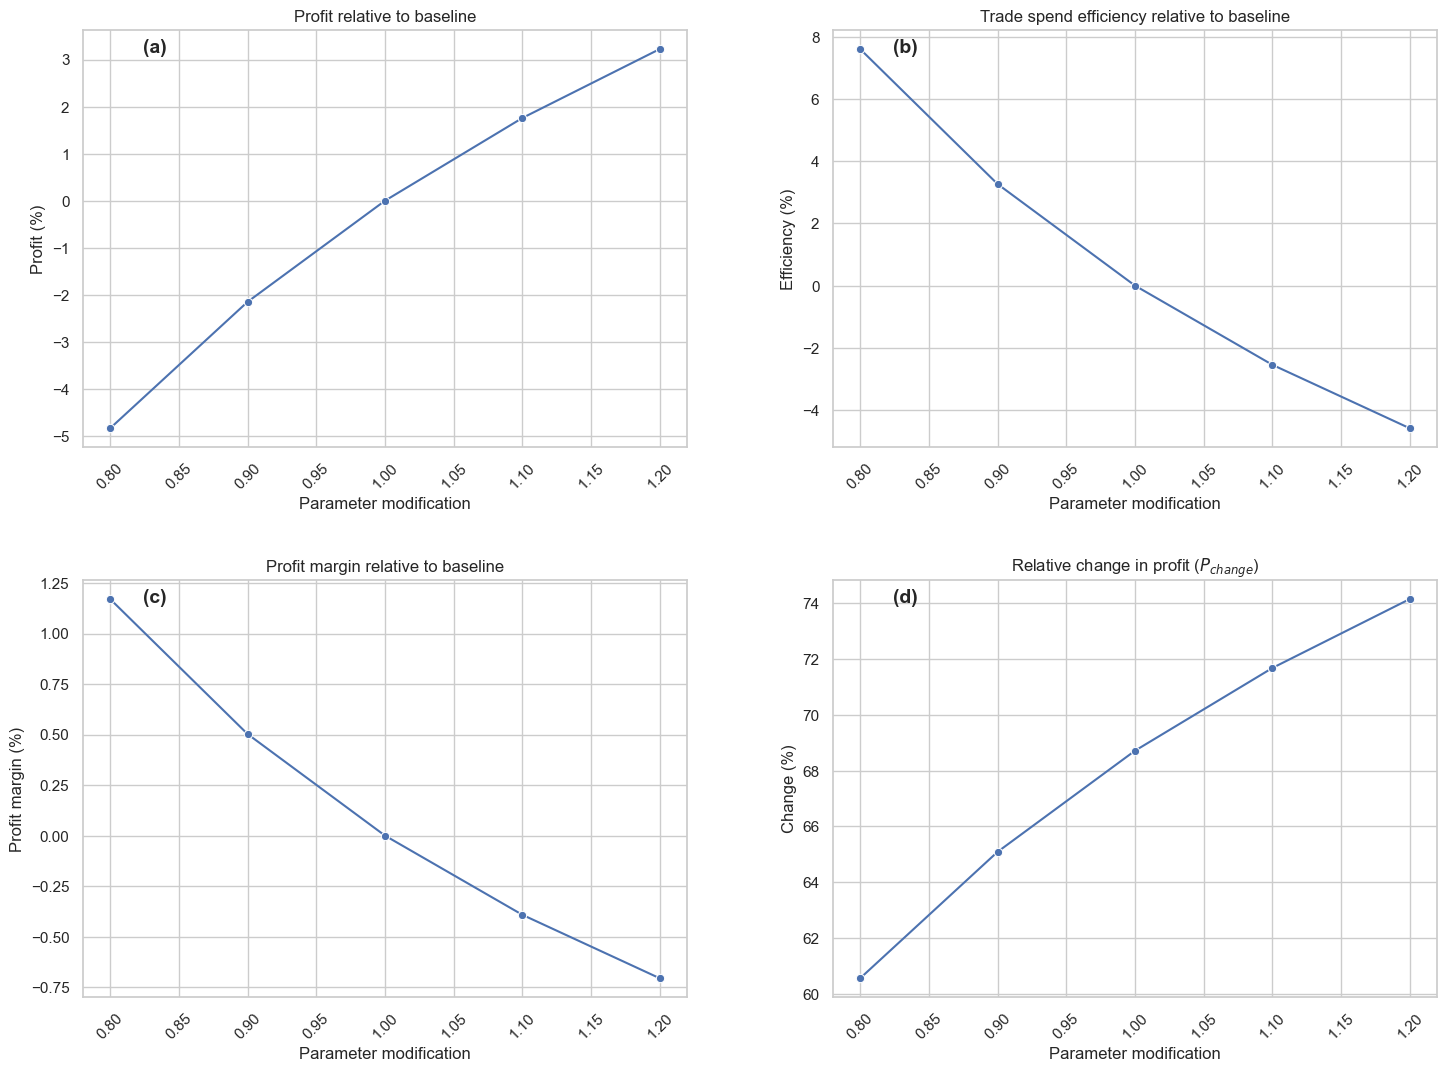 Profit relative to baseline
(a)
3
2
1
0
−1
−2
−3
−4
−5
Profit (%)
0.80 0.85 0.90 0.95 1.00 1.05 1.10 1.15 1.20
Parameter modification
Trade spend efficiency relative to baseline
(b)
8
6
4
2
0
−2
−4
Efficiency (%)
0.80 0.85 0.90 0.95 1.00 1.05 1.10 1.15 1.20
Parameter modification
Profit margin relative to baseline
(c)
1.25
1.00
0.75
0.50
0.25
0.00
−0.25
−0.50
−0.75
Profit margin (%)
0.80 0.85 0.90 0.95 1.00 1.05 1.10 1.15 1.20
Parameter modification
Relative change in profit (P_change)
(d)
74
72
70
68
66
64
62
60
Change (%)
0.80 0.85 0.90 0.95 1.00 1.05 1.10 1.15 1.20
Parameter modification